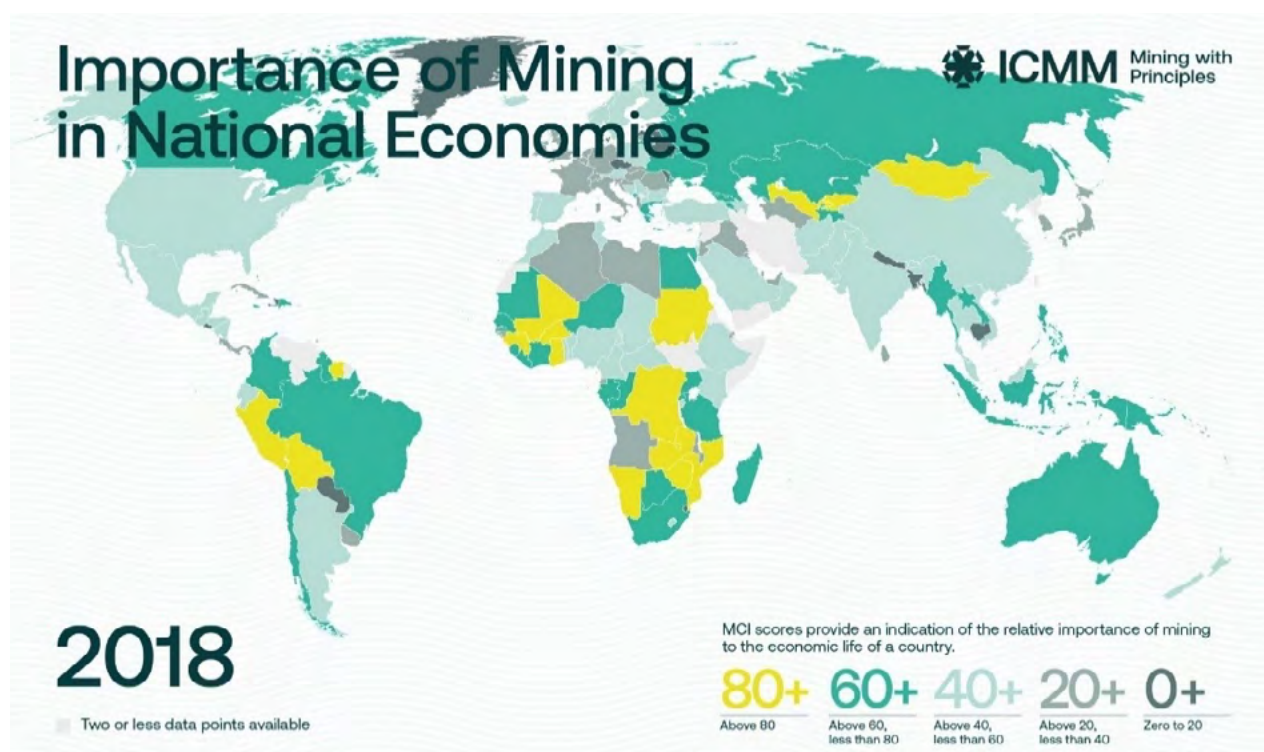 Importance of Mining
in National Economies
ICMM
Mining with
Principles
2018
Two or less data points available
MCI scores provide an indication of the relative importance of mining
to the economic life of a country.
80+
Above 80
60+
Above 60,
less than 80
40+
Above 40,
less than 60
20+
Above 20,
less than 40
0+
Zero to 20